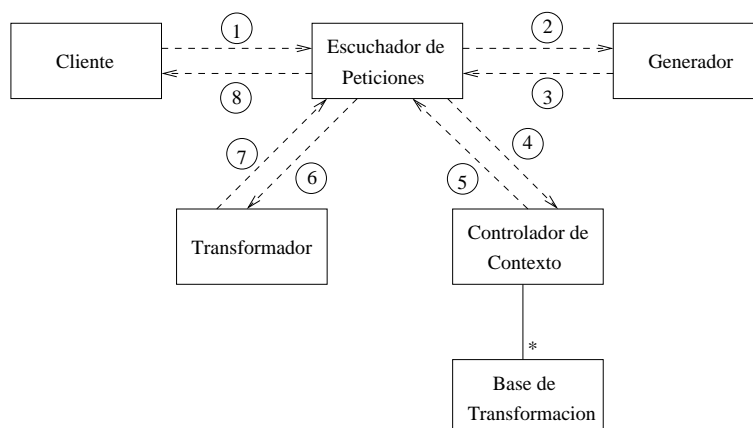 1
2
Cliente
Escuchador de
Peticiones
Generador
8
3
7
6
4
5
Transformador
Controlador de
Contexto
*
Base de
Transformacion